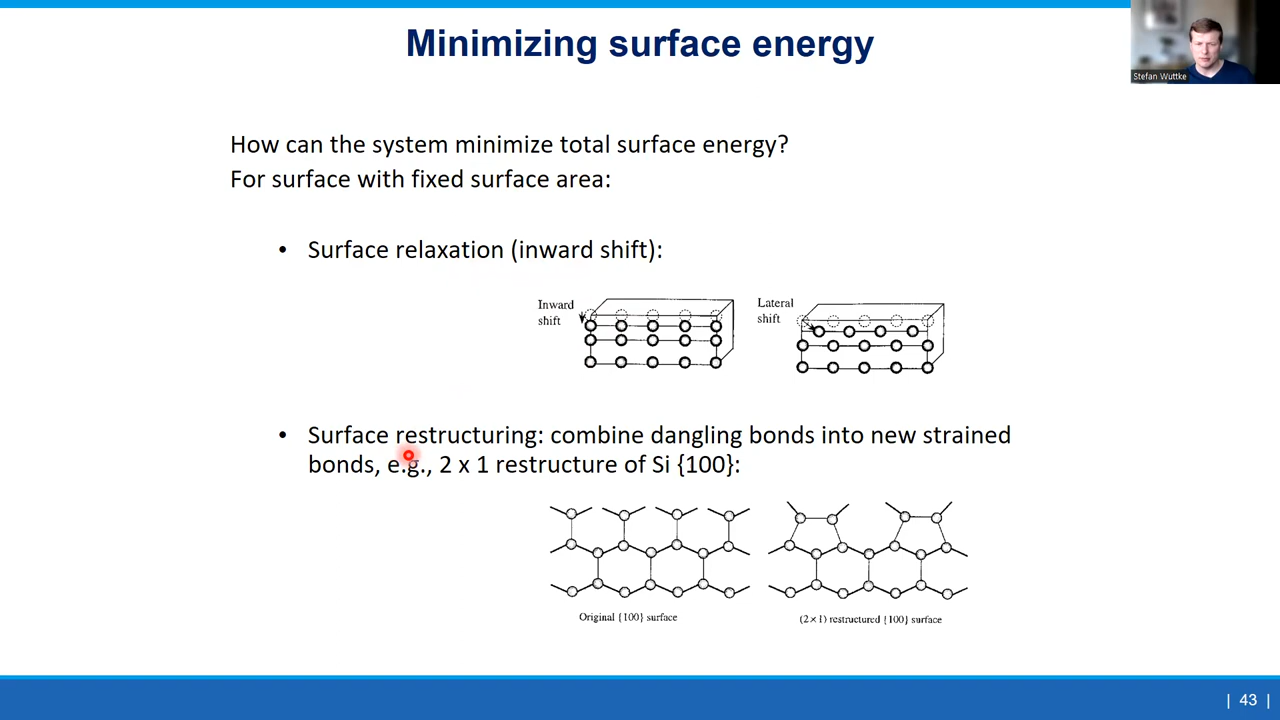 Minimizing surface energy
Stefan Wuttke
How can the system minimize total surface energy?
For surface with fixed surface area:
• Surface relaxation (inward shift):
Inward
shift
Lateral
shift
• Surface restructuring: combine dangling bonds into new strained
bonds, e.g., 2 x 1 restructure of Si {100}:
Original {100} surface
(2 × 1) restructured {100} surface
| 43 |